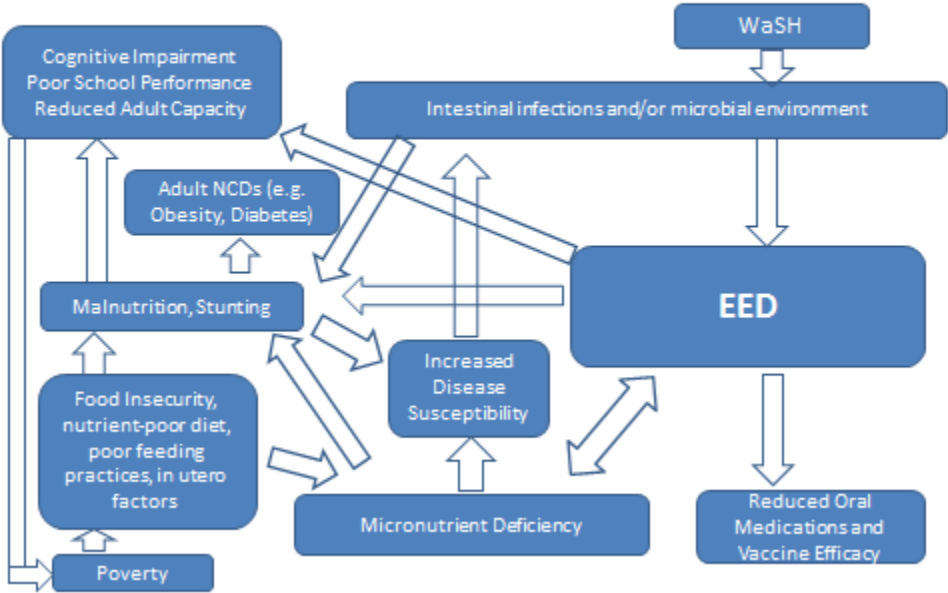 WaSH
Cognitive Impairment
Poor School Performance
Reduced Adult Capacity
Intestinal infections and/or microbial environment
Adult NCDs (e.g.
Obesity, Diabetes)
EED
Malnutrition, Stunting
Increased
Disease
Susceptibility
Food Insecurity,
nutrient-poor diet,
poor feeding
practices, in utero
factors
Micronutrient Deficiency
Reduced Oral
Medications and
Vaccine Efficacy
Poverty